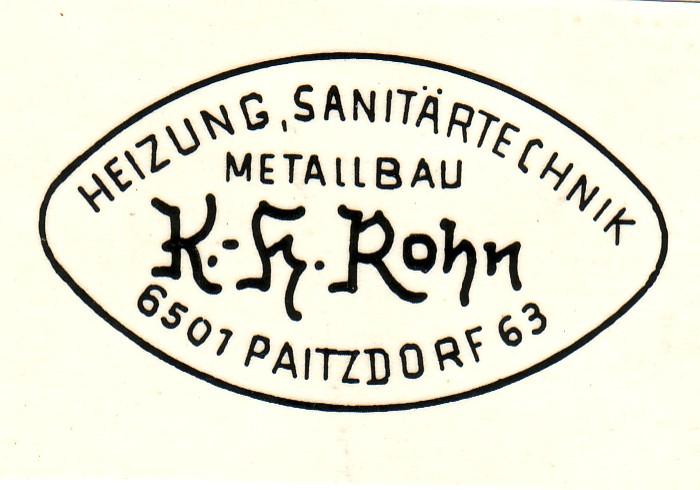 HEIZUNG, SANITÄRTECHNIK
METALLBAU
K.-H. Rohn
6501 PAITZDORF 63